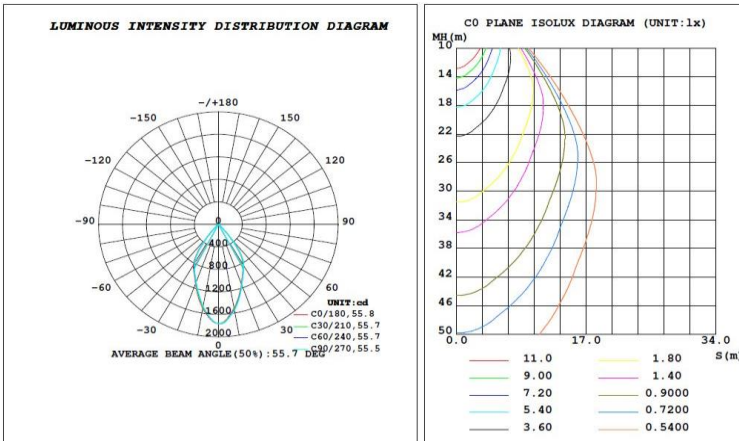 LUMINOUS INTENSITY DISTRIBUTION DIAGRAM
-/+180
-150 150
-120 120
-90 90
-60 60
-30 30
0
0
400
800
1200
1600
2000
UNIT:cd
C0/180,55.8
C30/210,55.7
C60/240,55.7
C90/270,55.5
AVERAGE BEAM ANGLE(50%):55.7 DEG
C0 PLANE ISOLUX DIAGRAM (UNIT:lx)
MH(m)
10
14
18
22
26
30
34
38
42
46
50
0.0 17.0 34.0
S(m)
11.0 1.80
9.00 1.40
7.20 0.9000
5.40 0.7200
3.60 0.5400